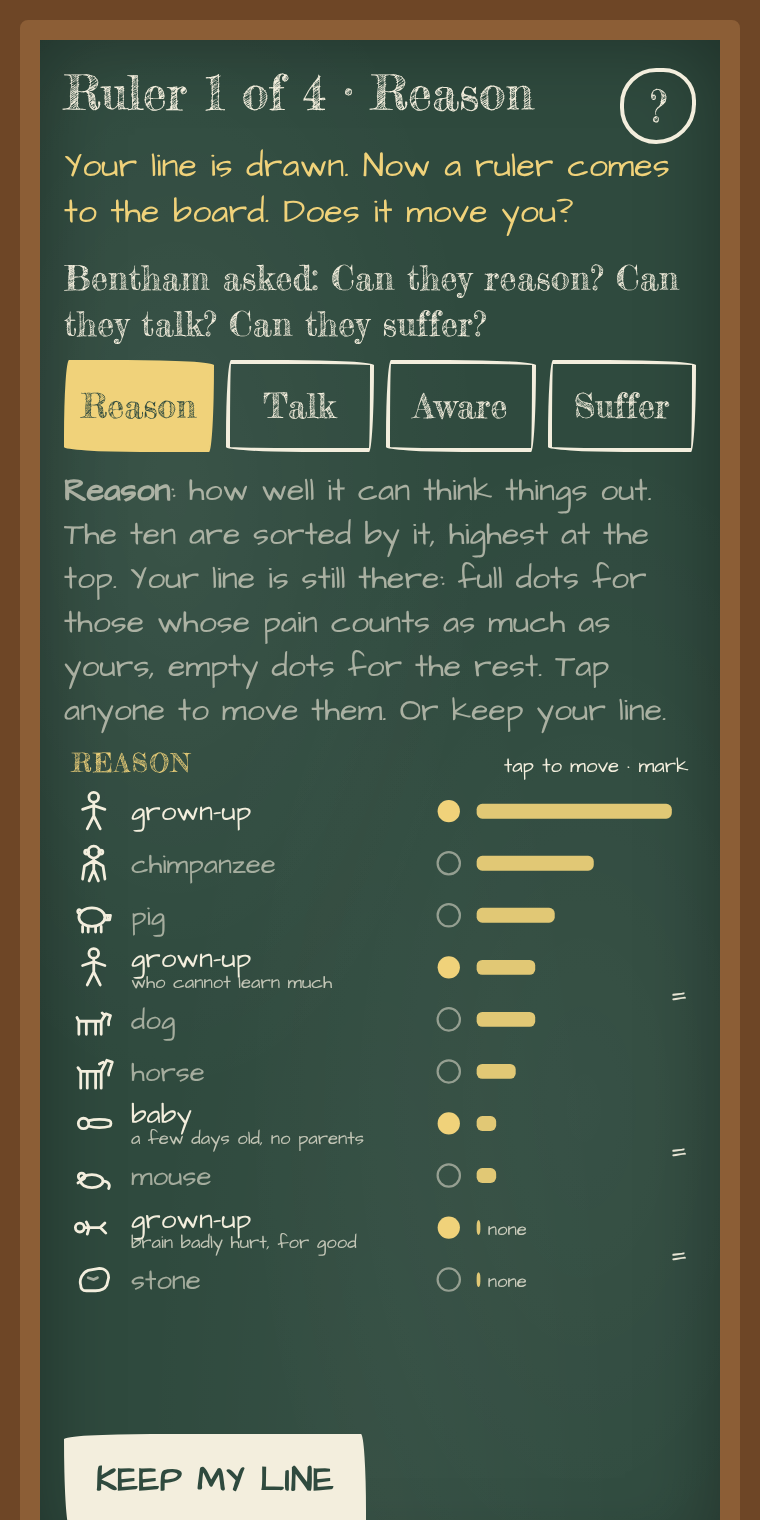 Ruler 1 of 4 · Reason
?
Your line is drawn. Now a ruler comes
to the board. Does it move you?
Bentham asked: Can they reason? Can
they talk? Can they suffer?
Reason
Talk
Aware
Suffer
Reason: how well it can think things out.
The ten are sorted by it, highest at the
top. Your line is still there: full dots for
those whose pain counts as much as
yours, empty dots for the rest. Tap
anyone to move them. Or keep your line.
REASON
tap to move · mark
grown-up
chimpanzee
pig
grown-up
who cannot learn much
=
dog
horse
baby
a few days old, no parents
=
mouse
grown-up
brain badly hurt, for good
none
=
stone
none
KEEP MY LINE